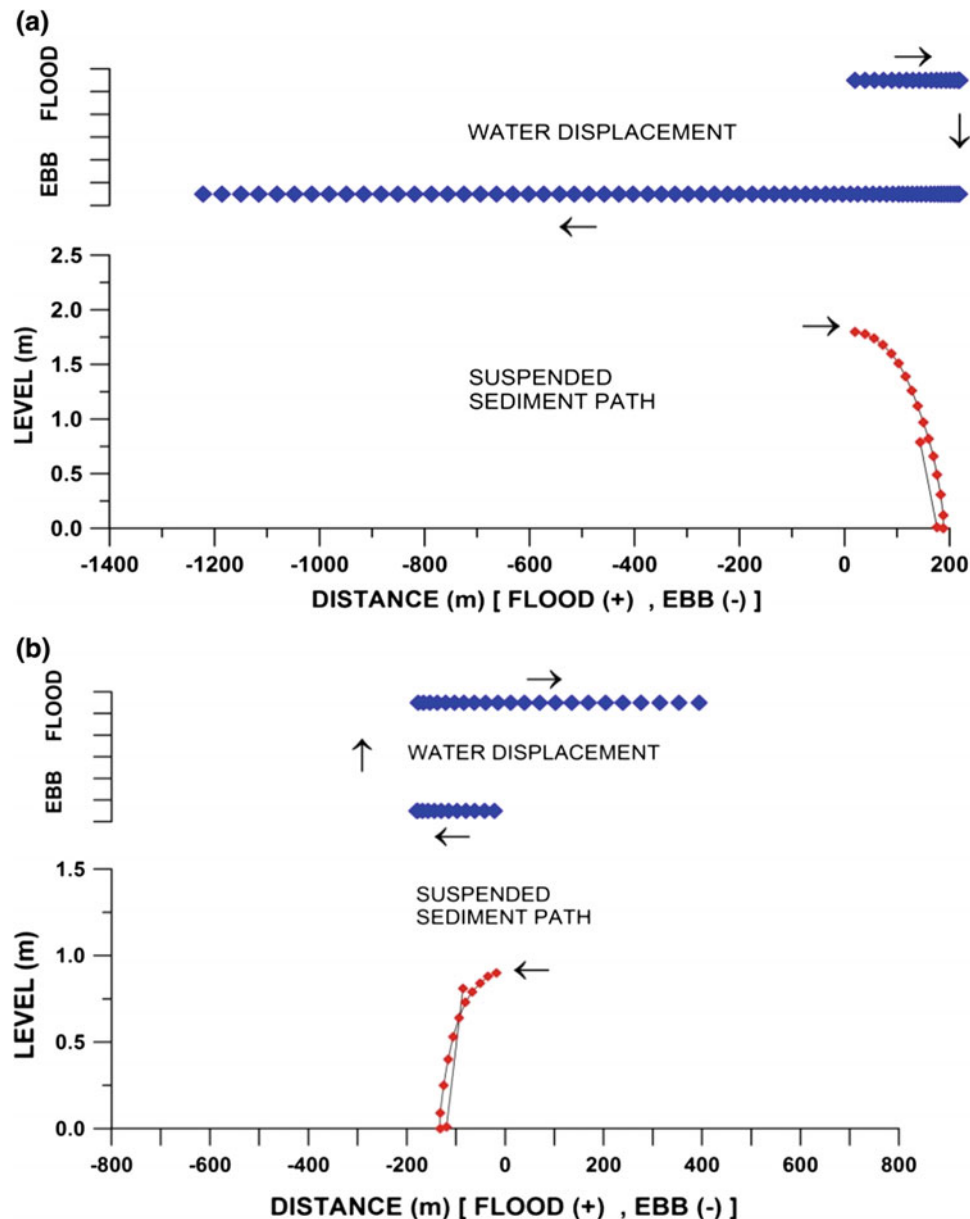 (a)
FLOOD
EBB
WATER DISPLACEMENT
2.5
2.0
1.5
1.0
0.5
0.0
LEVEL (m)
SUSPENDED
SEDIMENT PATH
-1400 -1200 -1000 -800 -600 -400 -200 0 200
DISTANCE (m) [ FLOOD (+) , EBB (-) ]
(b)
FLOOD
EBB
WATER DISPLACEMENT
1.5
1.0
0.5
0.0
LEVEL (m)
SUSPENDED
SEDIMENT PATH
-800 -600 -400 -200 0 200 400 600 800
DISTANCE (m) [ FLOOD (+) , EBB (-) ]